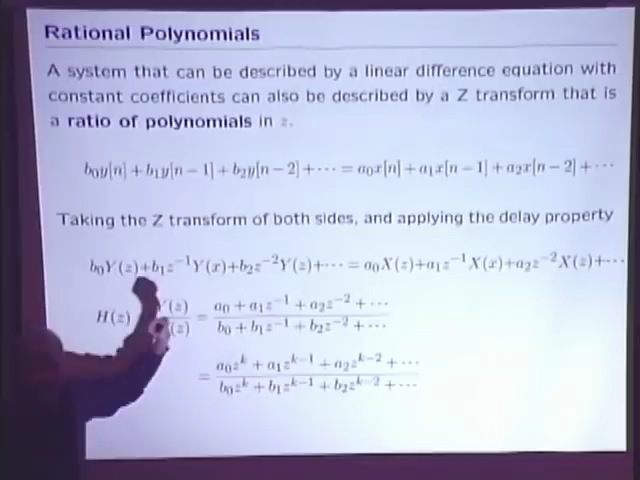 Rational Polynomials
A system that can be described by a linear difference equation with
constant coefficients can also be described by a Z transform that is
a ratio of polynomials in z.
b₀y[n] + b₁y[n − 1] + b₂y[n − 2] + ⋯ = a₀x[n] + a₁x[n − 1] + a₂x[n − 2] + ⋯
Taking the Z transform of both sides, and applying the delay property
b₀Y(z)+b₁z⁻¹Y(x)+b₂z⁻²Y(z)+⋯ = a₀X(z)+a₁z⁻¹X(x)+a₂z⁻²X(z)+⋯
H(z) Y(z) / (z) = a₀ + a₁z⁻¹ + a₂z⁻² + ⋯ / b₀ + b₁z⁻¹ + b₂z⁻² + ⋯
= a₀zᵏ + a₁zᵏ⁻¹ + a₂zᵏ⁻² + ⋯ / b₀zᵏ + b₁zᵏ⁻¹ + b₂zᵏ⁻² + ⋯